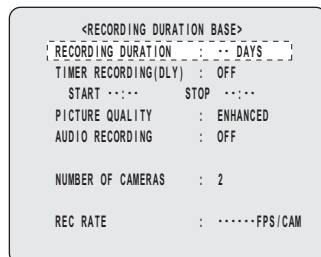 <RECORDING DURATION BASE>
RECORDING DURATION : -- DAYS
TIMER RECORDING(DLY) : OFF
START --:-- STOP --:--
PICTURE QUALITY : ENHANCED
AUDIO RECORDING : OFF
NUMBER OF CAMERAS : 2
REC RATE : ------FPS/CAM